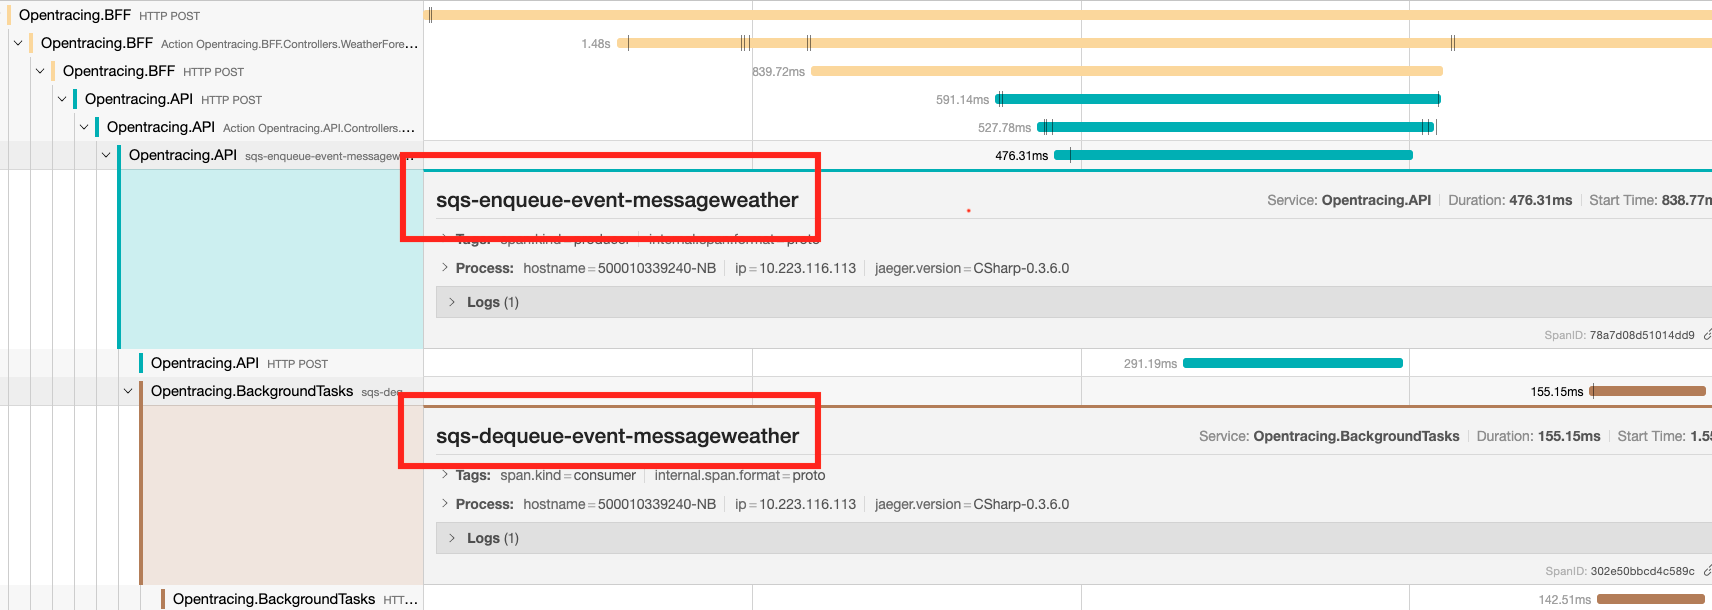 Opentracing.BFF HTTP POST
Opentracing.BFF Action Opentracing.BFF.Controllers.WeatherFore... 1.48s
Opentracing.BFF HTTP POST 839.72ms
Opentracing.API HTTP POST 591.14ms
Opentracing.API Action Opentracing.API.Controllers.... 527.78ms
Opentracing.API sqs-enqueue-event-messagew... 476.31ms
sqs-enqueue-event-messageweather Service: Opentracing.API Duration: 476.31ms Start Time: 838.77m
Tags: span.kind=producer internal.span.format=proto
Process: hostname=500010339240-NB ip=10.223.116.113 jaeger.version=CSharp-0.3.6.0
Logs (1)
SpanID: 78a7d08d51014dd9
Opentracing.API HTTP POST 291.19ms
Opentracing.BackgroundTasks sqs-deq 155.15ms
sqs-dequeue-event-messageweather Service: Opentracing.BackgroundTasks Duration: 155.15ms Start Time: 1.55
Tags: span.kind=consumer internal.span.format=proto
Process: hostname=500010339240-NB ip=10.223.116.113 jaeger.version=CSharp-0.3.6.0
Logs (1)
SpanID: 302e50bbcd4c589c
Opentracing.BackgroundTasks HTT... 142.51ms